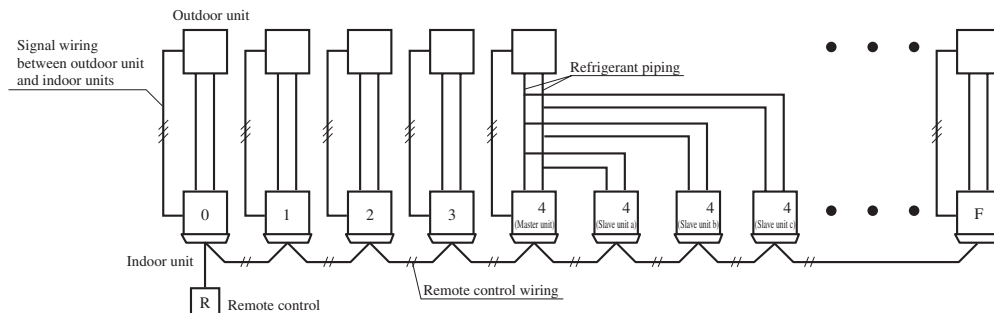 Outdoor unit
Signal wiring
between outdoor unit
and indoor units
Refrigerant piping
0
1
2
3
4
(Master unit)
4
(Slave unit a)
4
(Slave unit b)
4
(Slave unit c)
F
Indoor unit
Remote control wiring
R
Remote control